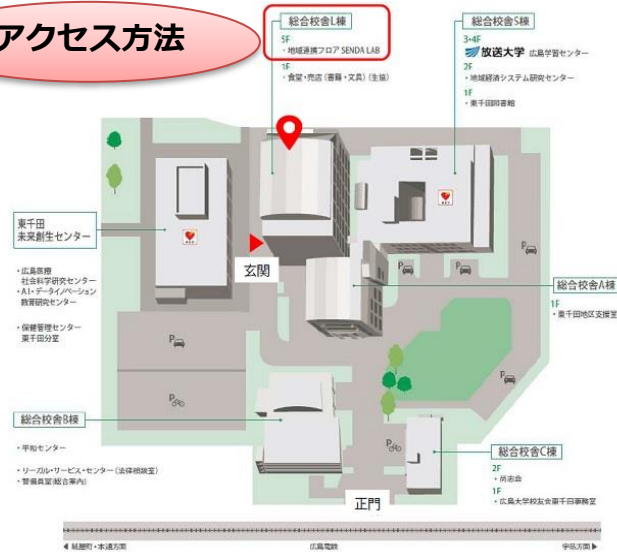 アクセス方法
総合校舎L棟
5F
・地域連携フロア SENDA LAB
1F
・食堂・売店(書籍・文具)(生協)
総合校舎S棟
3・4F
放送大学 広島学習センター
2F
・地域経済システム研究センター
1F
・東千田図書館
東千田
未来創生センター
・広島医療
社会科学研究センター
・A.I.・データイノベーション
教育研究センター
・保健管理センター
東千田分室
玄関
総合校舎A棟
1F
・東千田地区支援室
P
P
P
P
P
P
P
総合校舎B棟
・平和センター
・リーガル・サービス・センター(法律相談室)
・警備員室(総合案内)
総合校舎C棟
2F
・尚志会
1F
・広島大学校友会東千田事務室
正門
◀ 紙屋町・本通方面
広島電鉄
宇品方面 ▶